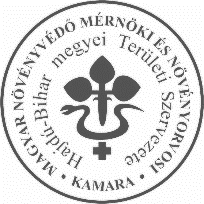 MAGYAR NÖVÉNYVÉDŐ MÉRNÖKI ÉS NÖVÉNYORVOSI
• KAMARA •
Hajdú-Bihar megyei Területi Szervezete